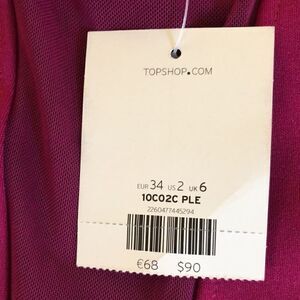 TOPSHOP.COM
EUR 34 US 2 UK 6
10C02C PLE
2260477445294
€68 $90